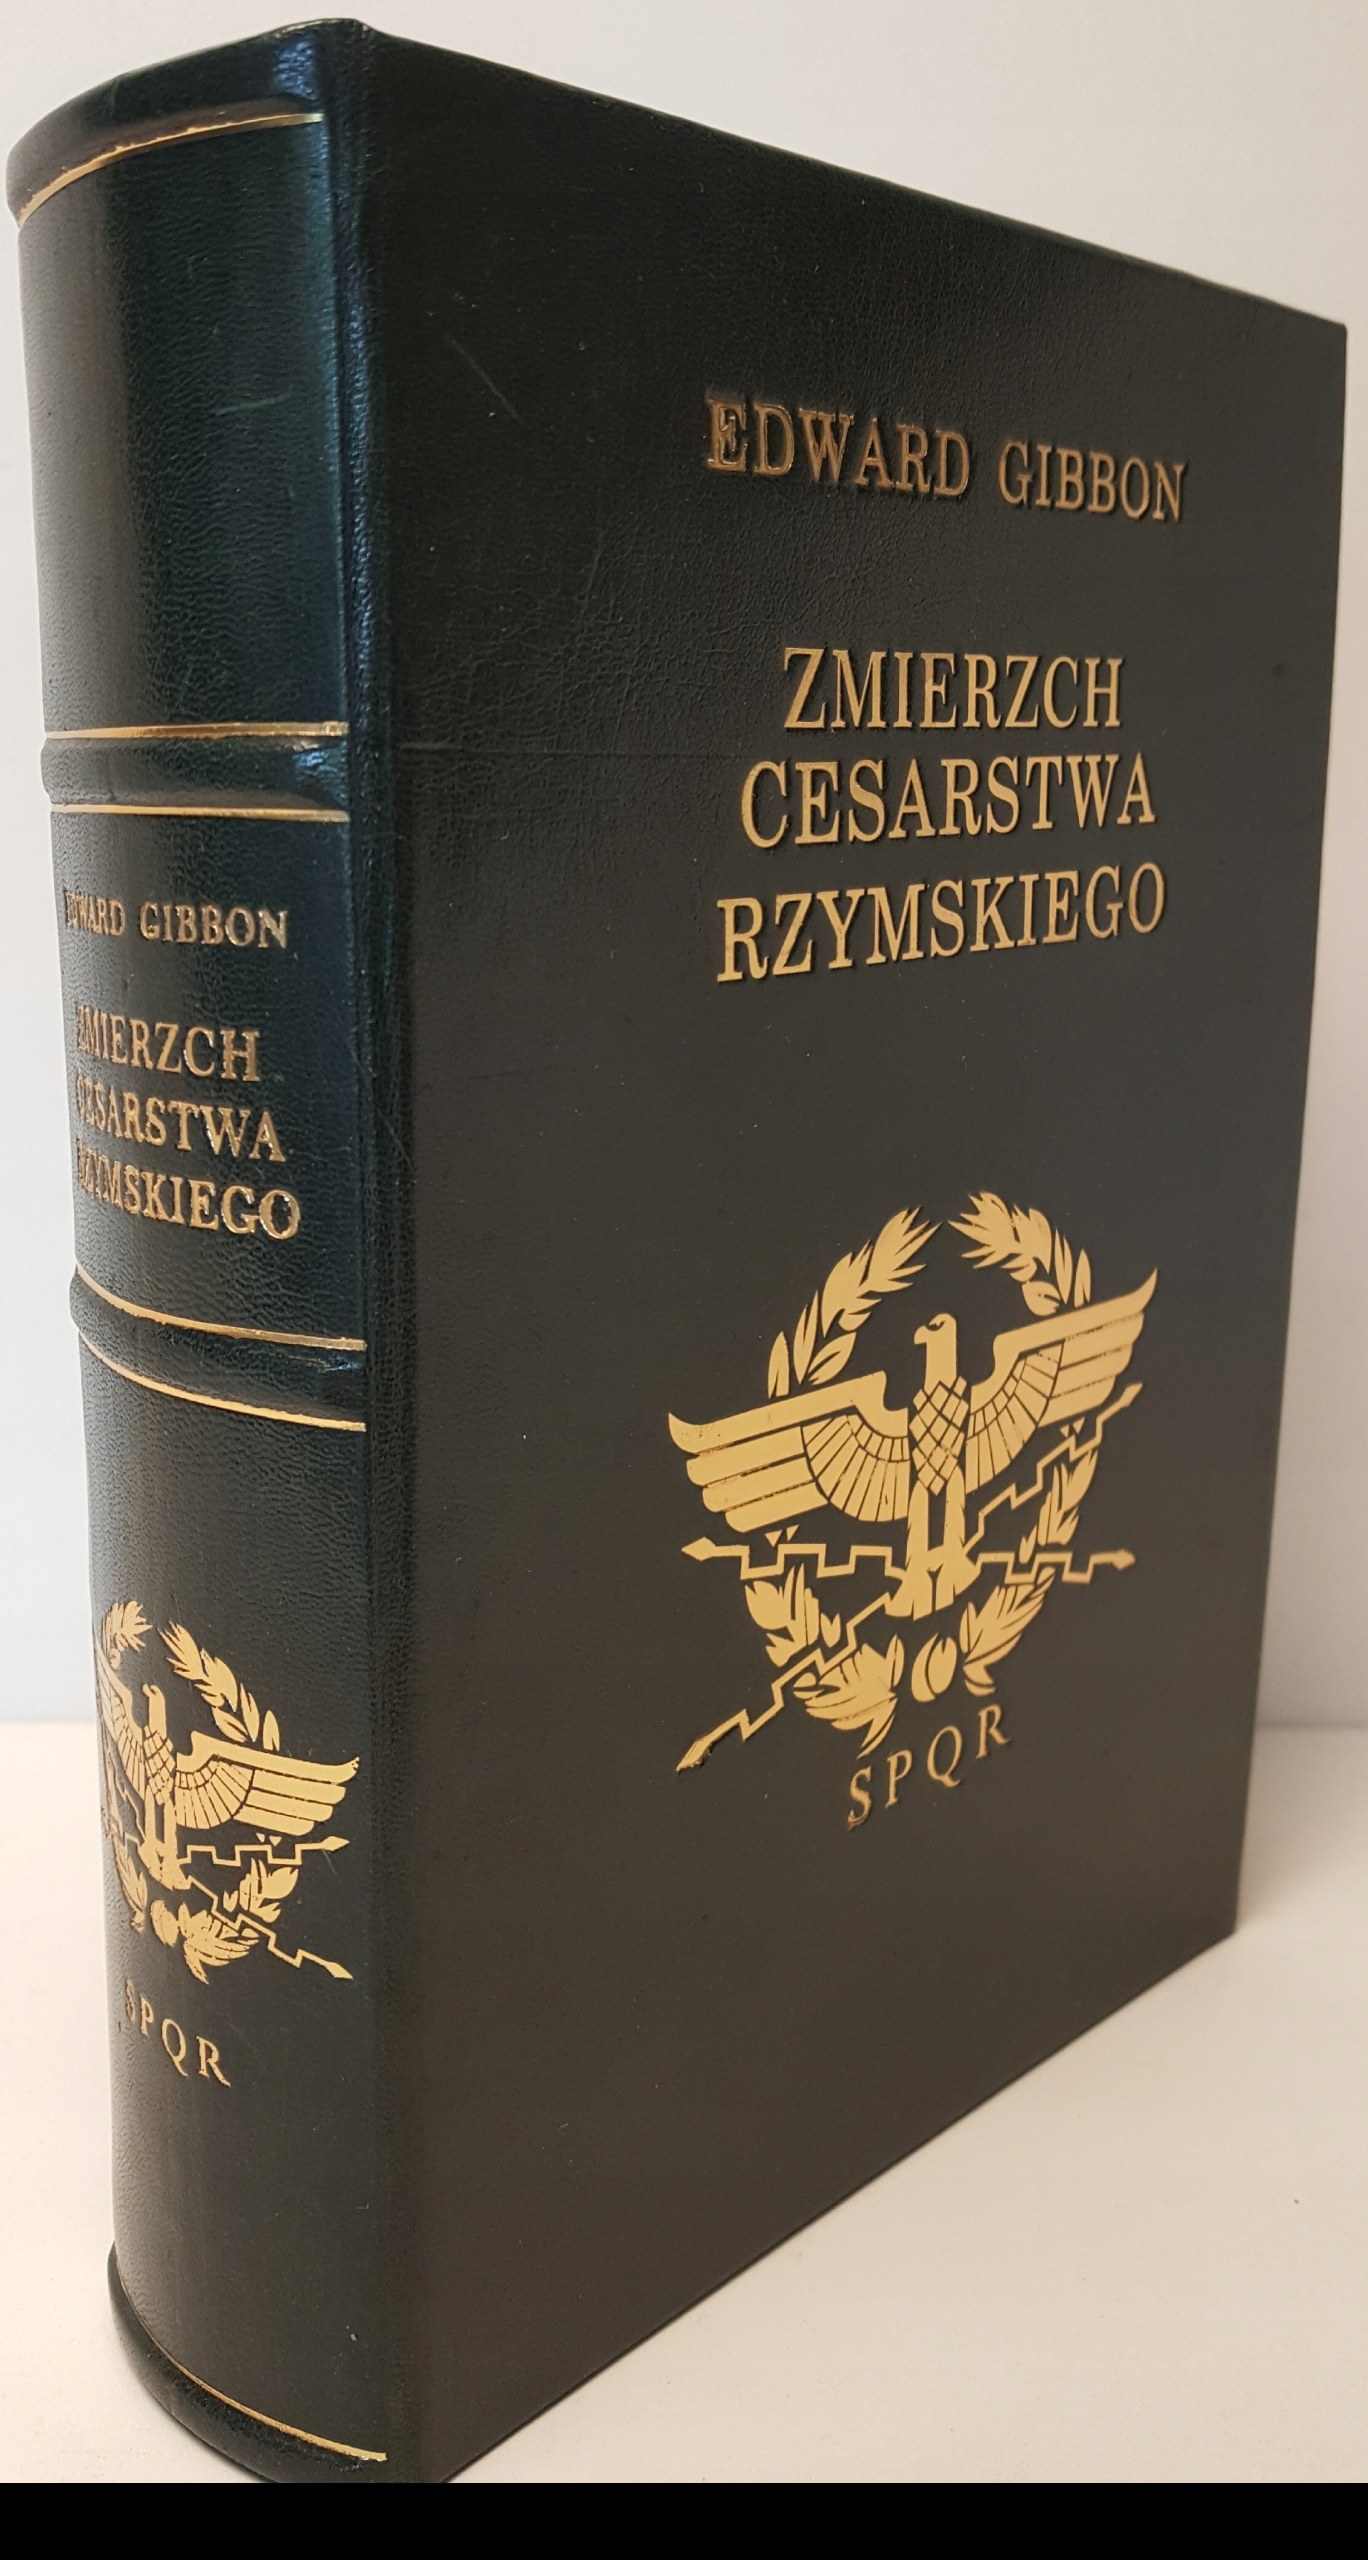 EDWARD GIBBON
ZMIERZCH
CESARSTWA
RZYMSKIEGO
SPQR
EDWARD GIBBON
ZMIERZCH
CESARSTWA
RZYMSKIEGO
SPQR